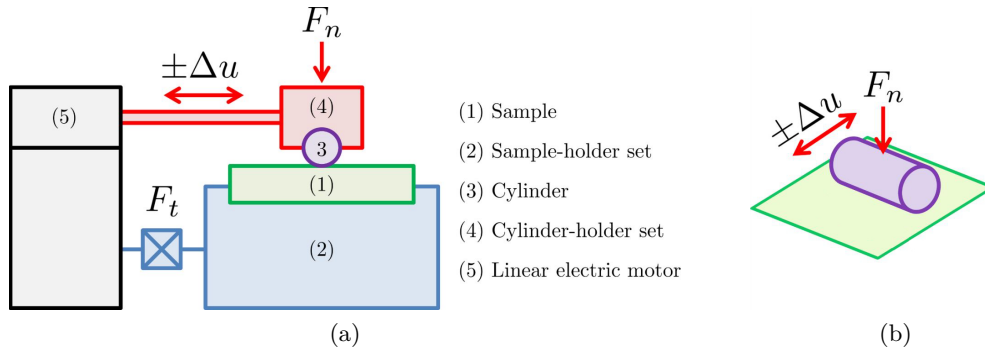 F_n
±Δu
(5)
(4)
3
(1)
F_t
(2)
(1) Sample
(2) Sample-holder set
(3) Cylinder
(4) Cylinder-holder set
(5) Linear electric motor
(a)
±Δu
F_n
(b)